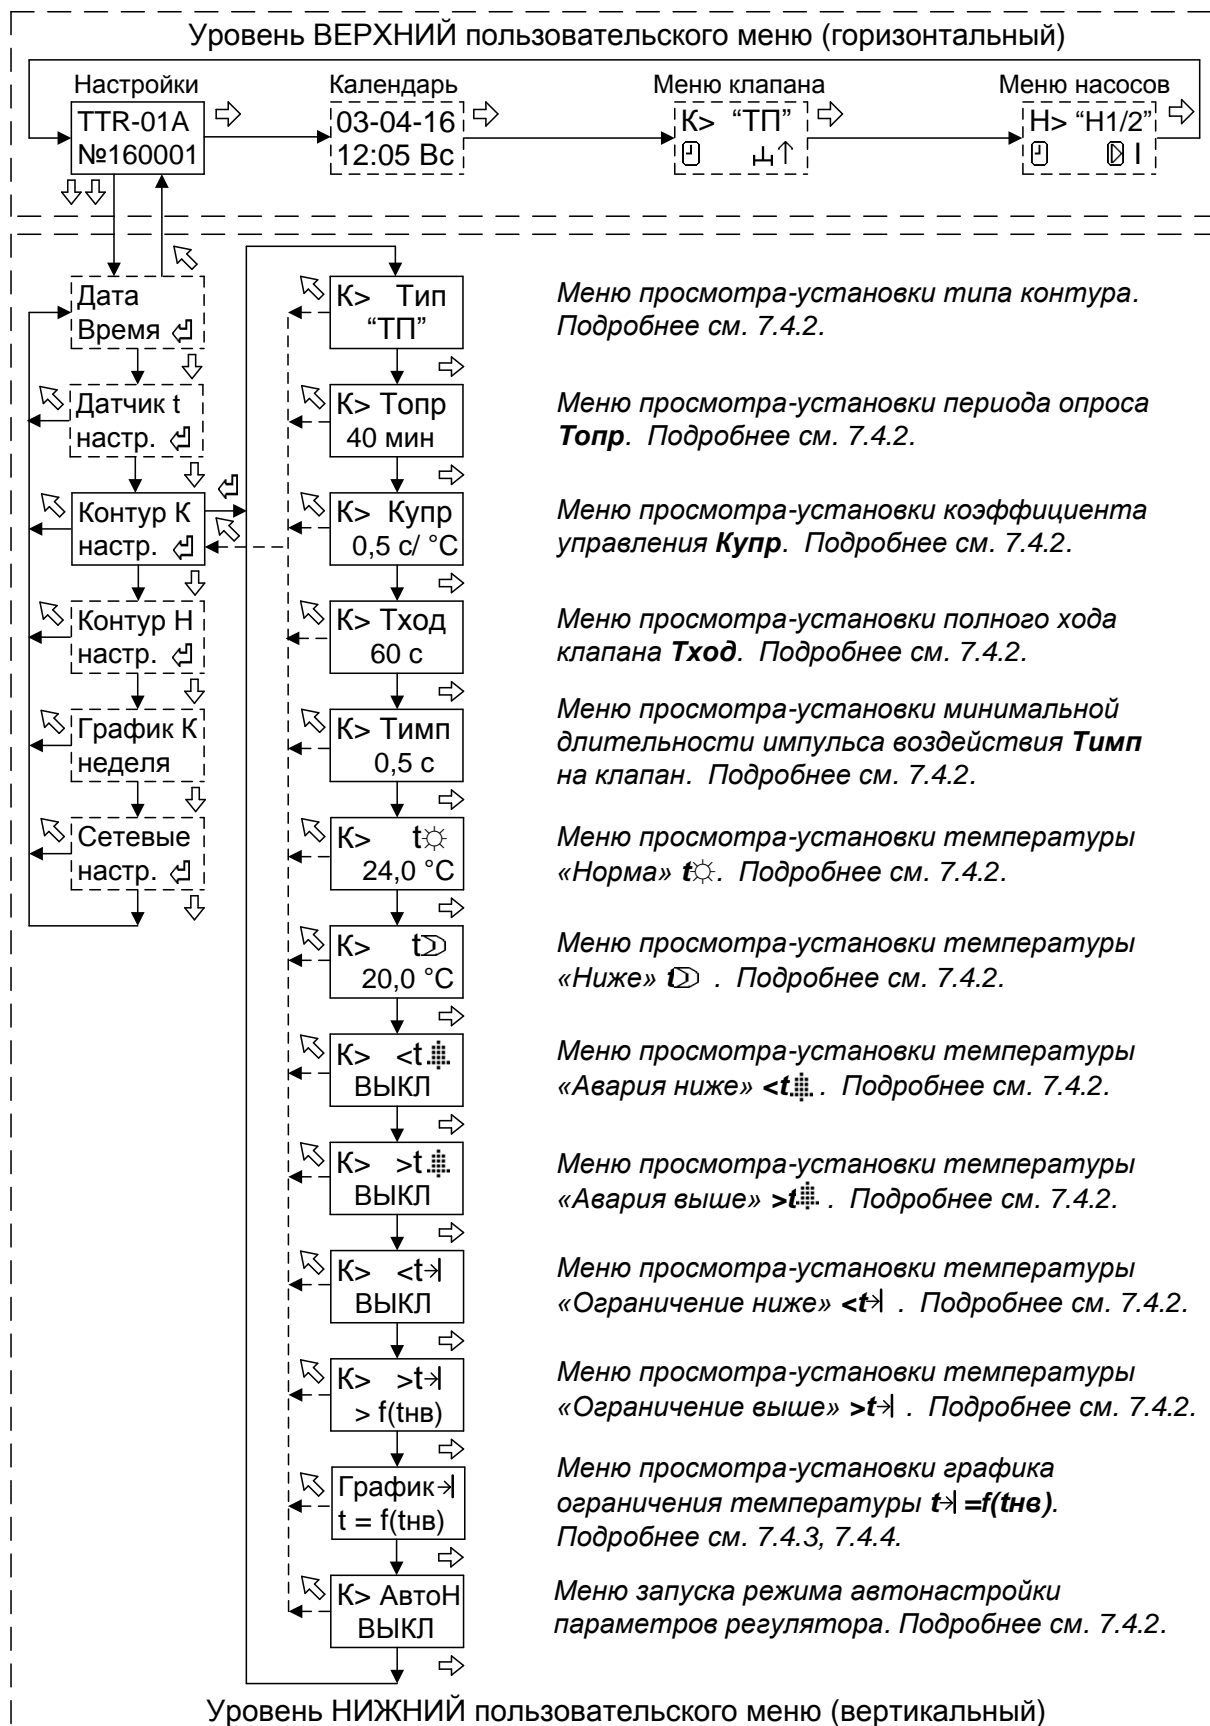 Уровень ВЕРХНИЙ пользовательского меню (горизонтальный)
Настройки
TTR-01A
№160001
Календарь
03-04-16
12:05 Вс
Меню клапана
К> “ТП”
Меню насосов
Н> “Н1/2”
I
Дата
Время
Датчик t
настр.
Контур К
настр.
Контур Н
настр.
График К
неделя
Сетевые
настр.
К> Тип
“ТП”
Меню просмотра-установки типа контура.
Подробнее см. 7.4.2.
К> Топр
40 мин
Меню просмотра-установки периода опроса
Топр. Подробнее см. 7.4.2.
К> Купр
0,5 с/ °С
Меню просмотра-установки коэффициента
управления Купр. Подробнее см. 7.4.2.
К> Тход
60 с
Меню просмотра-установки полного хода
клапана Тход. Подробнее см. 7.4.2.
К> Тимп
0,5 с
Меню просмотра-установки минимальной
длительности импульса воздействия Тимп
на клапан. Подробнее см. 7.4.2.
К> t☼
24,0 °С
Меню просмотра-установки температуры
«Норма» t☼. Подробнее см. 7.4.2.
К> t
20,0 °С
Меню просмотра-установки температуры
«Ниже» t . Подробнее см. 7.4.2.
К> <t
ВЫКЛ
Меню просмотра-установки температуры
«Авария ниже» <t . Подробнее см. 7.4.2.
К> >t
ВЫКЛ
Меню просмотра-установки температуры
«Авария выше» >t . Подробнее см. 7.4.2.
К> <t
ВЫКЛ
Меню просмотра-установки температуры
«Ограничение ниже» <t . Подробнее см. 7.4.2.
К> >t
> f(tнв)
Меню просмотра-установки температуры
«Ограничение выше» >t . Подробнее см. 7.4.2.
График
t = f(tнв)
Меню просмотра-установки графика
ограничения температуры t =f(tнв).
Подробнее см. 7.4.3, 7.4.4.
К> АвтоН
ВЫКЛ
Меню запуска режима автонастройки
параметров регулятора. Подробнее см. 7.4.2.
Уровень НИЖНИЙ пользовательского меню (вертикальный)